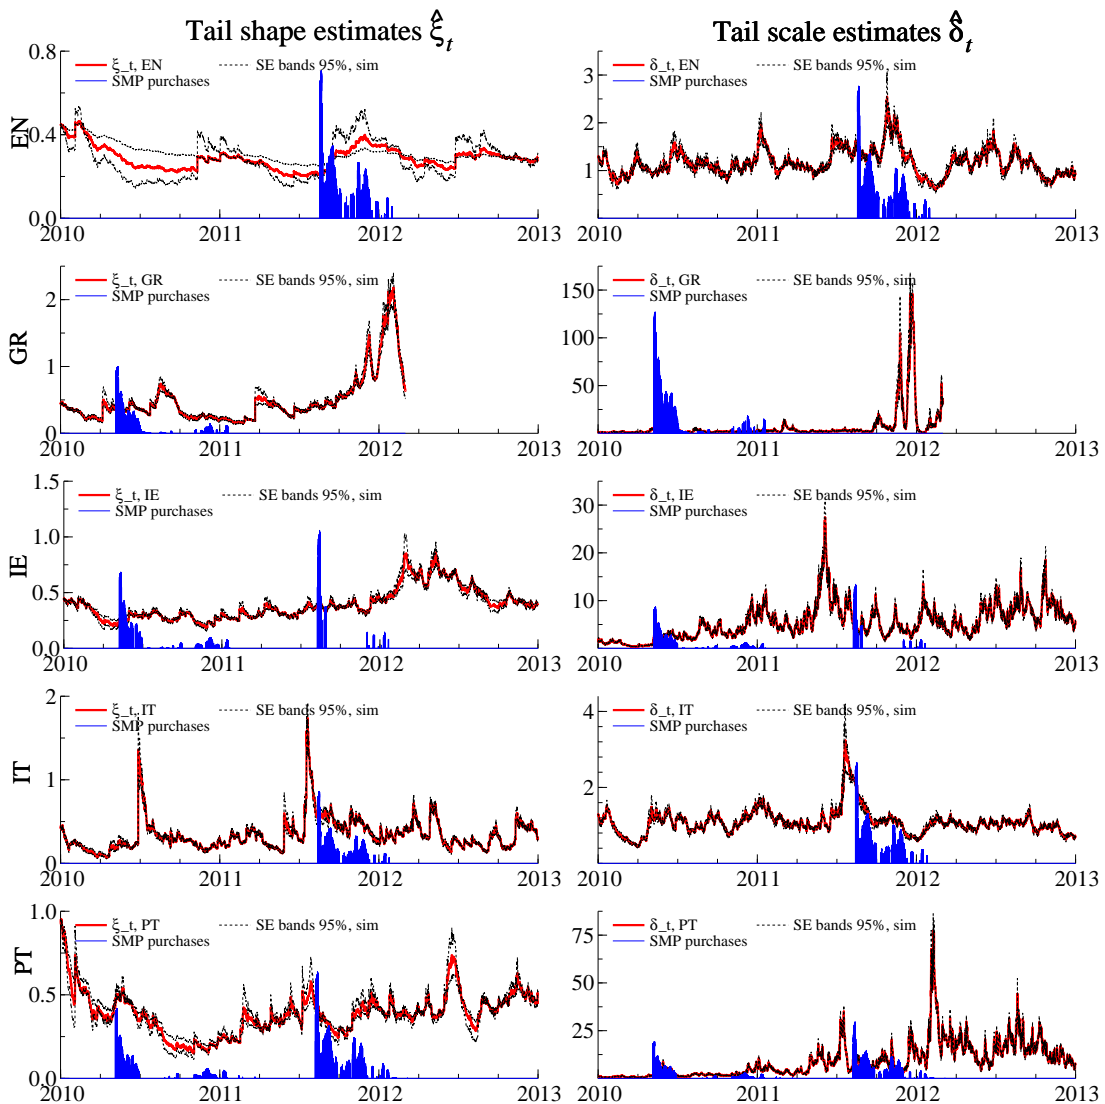 Tail shape estimates ξ̂_t
Tail scale estimates δ̂_t
EN
0.8
0.4
0.0
ξ_t, EN
SE bands 95%, sim
SMP purchases
2010
2011
2012
2013
3
2
1
δ_t, EN
SE bands 95%, sim
SMP purchases
2010
2011
2012
2013
GR
2
1
0
ξ_t, GR
SE bands 95%, sim
SMP purchases
2010
2011
2012
2013
150
125
100
50
δ_t, GR
SE bands 95%, sim
SMP purchases
2010
2011
2012
2013
IE
1.5
1.0
0.5
0.0
ξ_t, IE
SE bands 95%, sim
SMP purchases
2010
2011
2012
2013
30
20
10
δ_t, IE
SE bands 95%, sim
SMP purchases
2010
2011
2012
2013
IT
2
1
0
ξ_t, IT
SE bands 95%, sim
SMP purchases
2010
2011
2012
2013
4
2
δ_t, IT
SE bands 95%, sim
SMP purchases
2010
2011
2012
2013
PT
1.0
0.5
0.0
ξ_t, PT
SE bands 95%, sim
SMP purchases
2010
2011
2012
2013
75
50
25
δ_t, PT
SE bands 95%, sim
SMP purchases
2010
2011
2012
2013